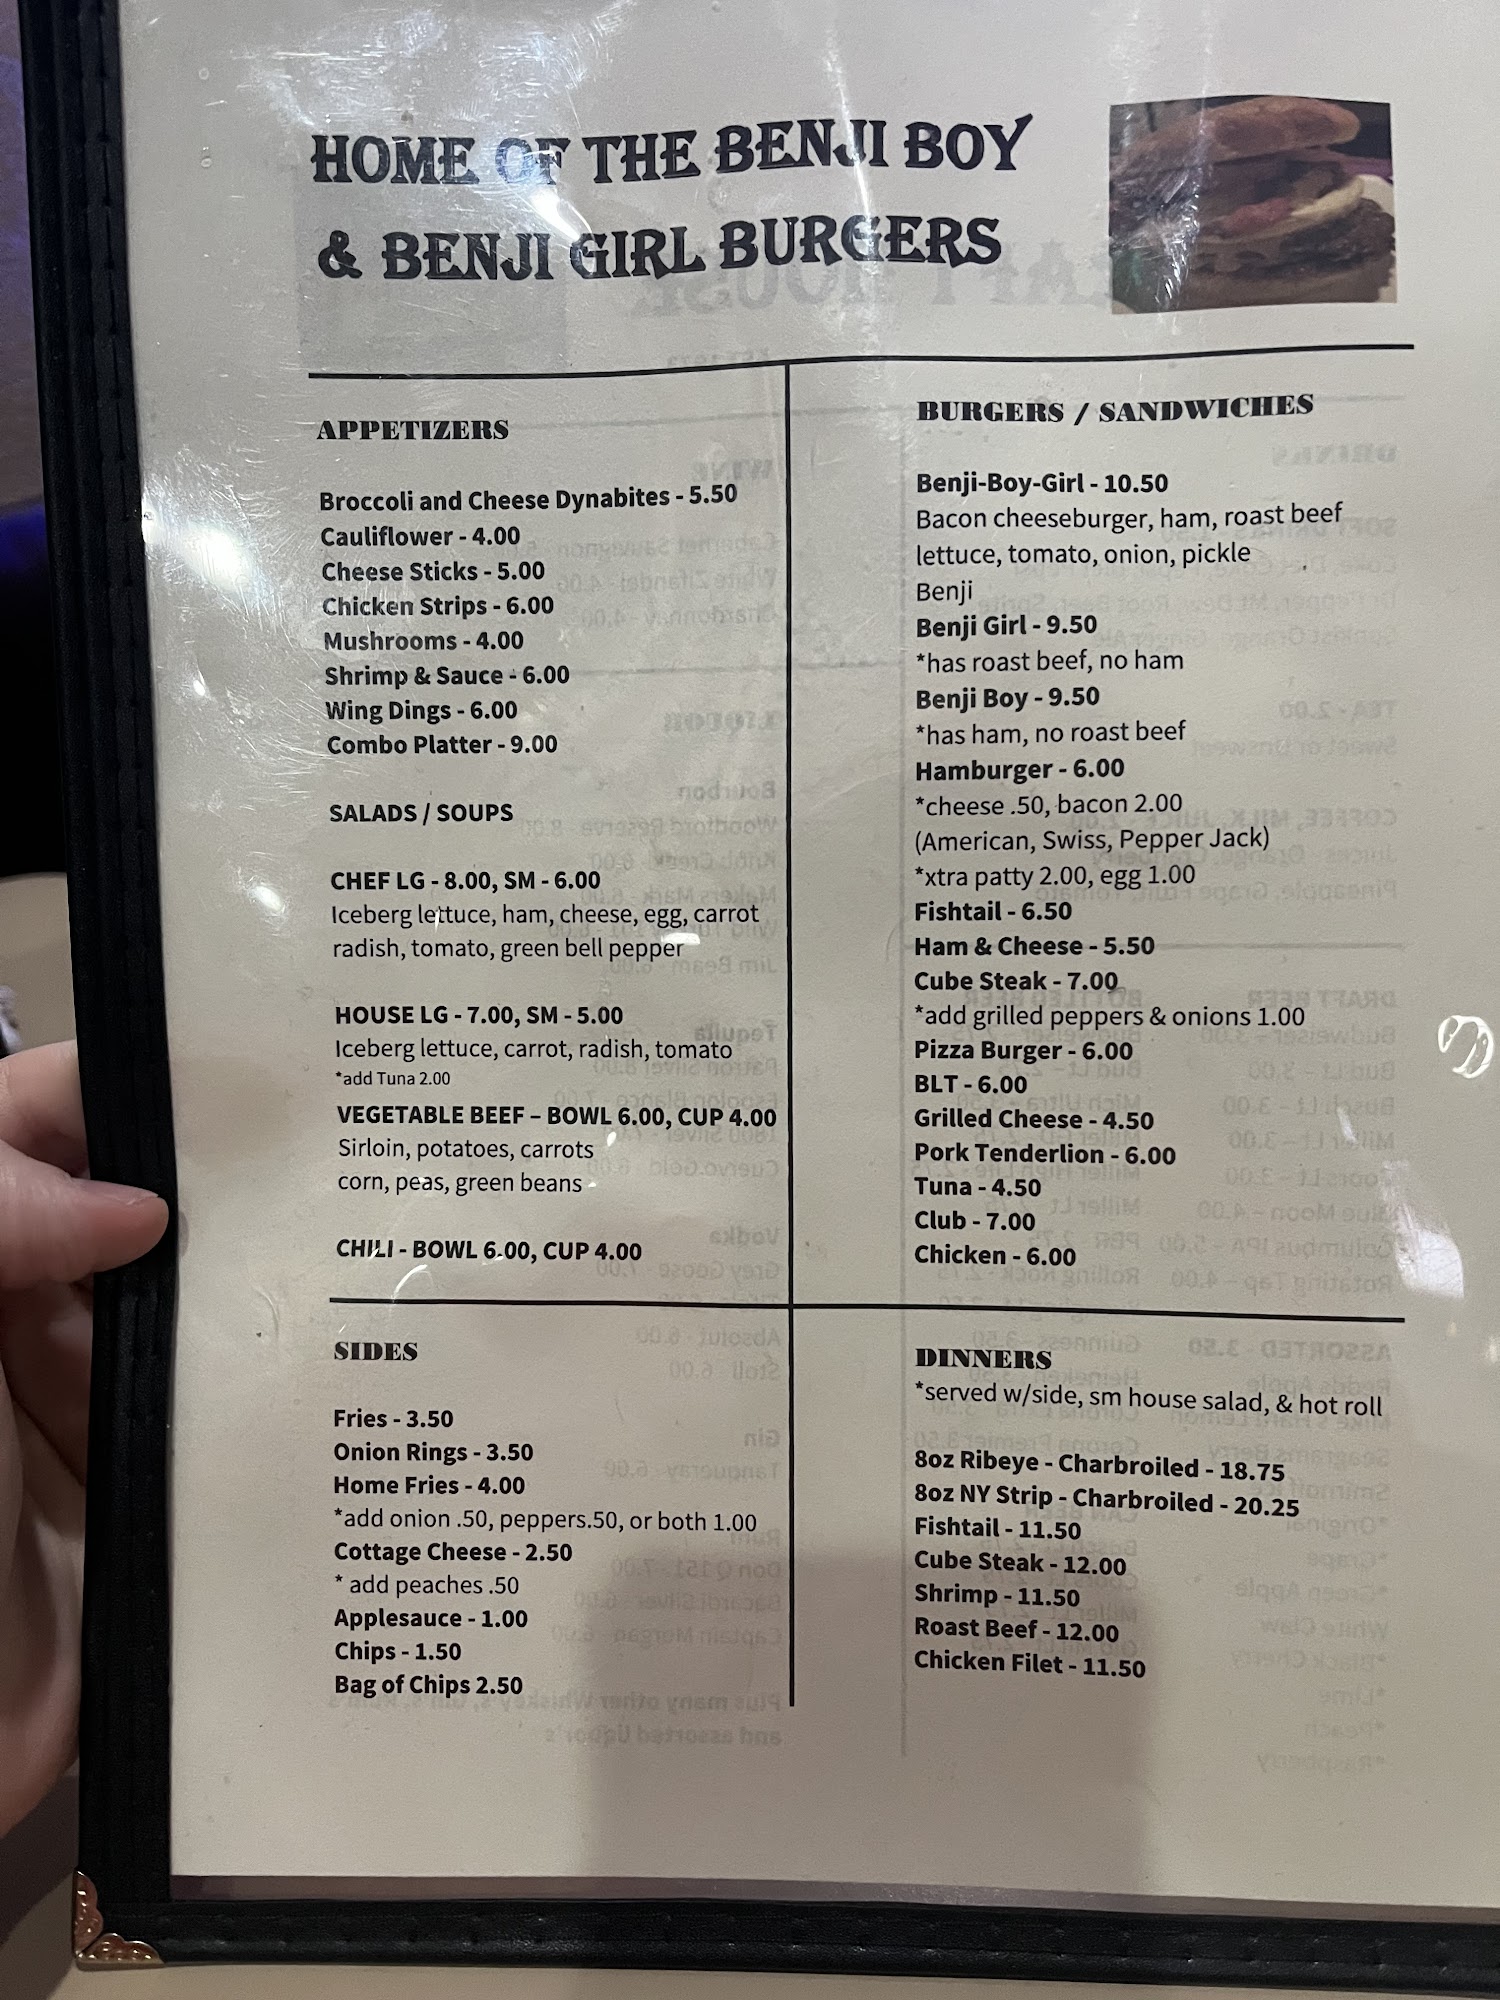 HOME OF THE BENJI BOY
& BENJI GIRL BURGERS
APPETIZERS
Broccoli and Cheese Dynabites - 5.50
Cauliflower - 4.00
Cheese Sticks - 5.00
Chicken Strips - 6.00
Mushrooms - 4.00
Shrimp & Sauce - 6.00
Wing Dings - 6.00
Combo Platter - 9.00
SALADS / SOUPS
CHEF LG - 8.00, SM - 6.00
Iceberg lettuce, ham, cheese, egg, carrot
radish, tomato, green bell pepper
HOUSE LG - 7.00, SM - 5.00
Iceberg lettuce, carrot, radish, tomato
*add Tuna 2.00
VEGETABLE BEEF – BOWL 6.00, CUP 4.00
Sirloin, potatoes, carrots
corn, peas, green beans
CHILI - BOWL 6.00, CUP 4.00
BURGERS / SANDWICHES
Benji-Boy-Girl - 10.50
Bacon cheeseburger, ham, roast beef
lettuce, tomato, onion, pickle
Benji
Benji Girl - 9.50
*has roast beef, no ham
Benji Boy - 9.50
*has ham, no roast beef
Hamburger - 6.00
*cheese .50, bacon 2.00
(American, Swiss, Pepper Jack)
*xtra patty 2.00, egg 1.00
Fishtail - 6.50
Ham & Cheese - 5.50
Cube Steak - 7.00
*add grilled peppers & onions 1.00
Pizza Burger - 6.00
BLT - 6.00
Grilled Cheese - 4.50
Pork Tenderlion - 6.00
Tuna - 4.50
Club - 7.00
Chicken - 6.00
SIDES
Fries - 3.50
Onion Rings - 3.50
Home Fries - 4.00
*add onion .50, peppers.50, or both 1.00
Cottage Cheese - 2.50
* add peaches .50
Applesauce - 1.00
Chips - 1.50
Bag of Chips 2.50
DINNERS
*served w/side, sm house salad, & hot roll
8oz Ribeye - Charbroiled - 18.75
8oz NY Strip - Charbroiled - 20.25
Fishtail - 11.50
Cube Steak - 12.00
Shrimp - 11.50
Roast Beef - 12.00
Chicken Filet - 11.50